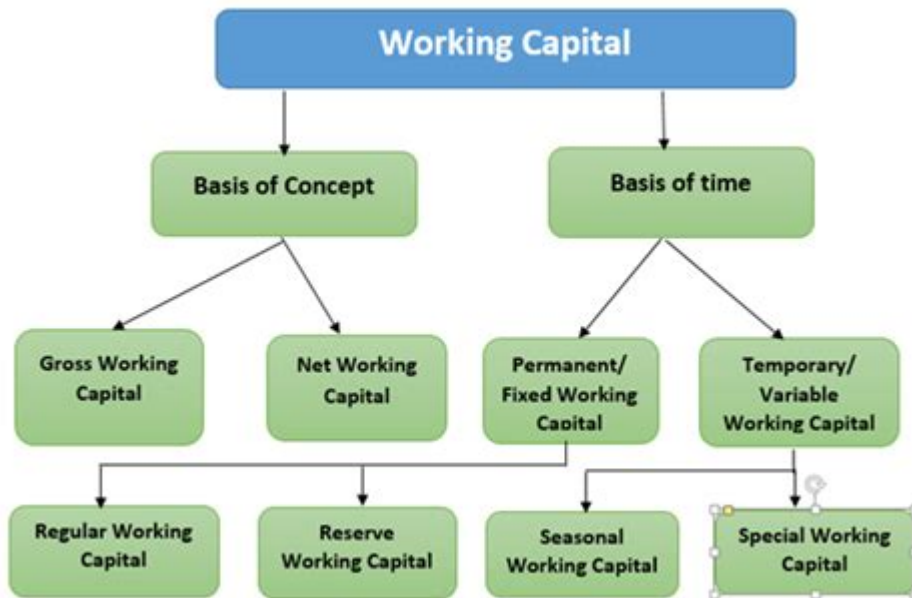 Working Capital
Basis of Concept
Basis of time
Gross Working
Capital
Net Working
Capital
Permanent/
Fixed Working
Capital
Temporary/
Variable
Working Capital
Regular Working
Capital
Reserve
Working Capital
Seasonal
Working Capital
Special Working
Capital